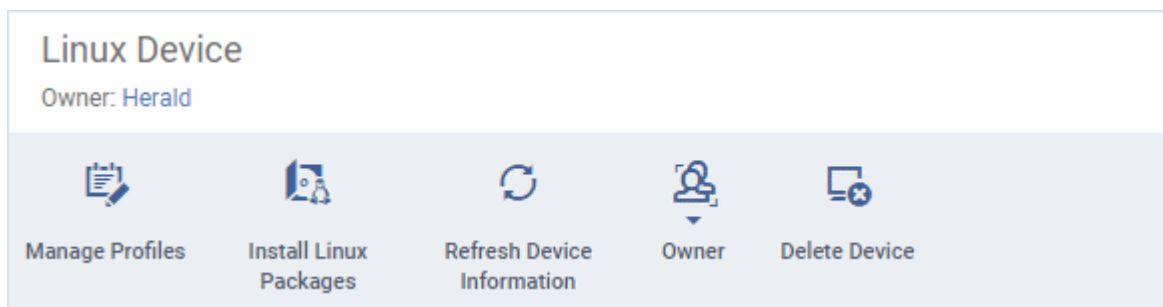 Linux Device
Owner: Herald
Manage Profiles
Install Linux
Packages
Refresh Device
Information
Owner
Delete Device